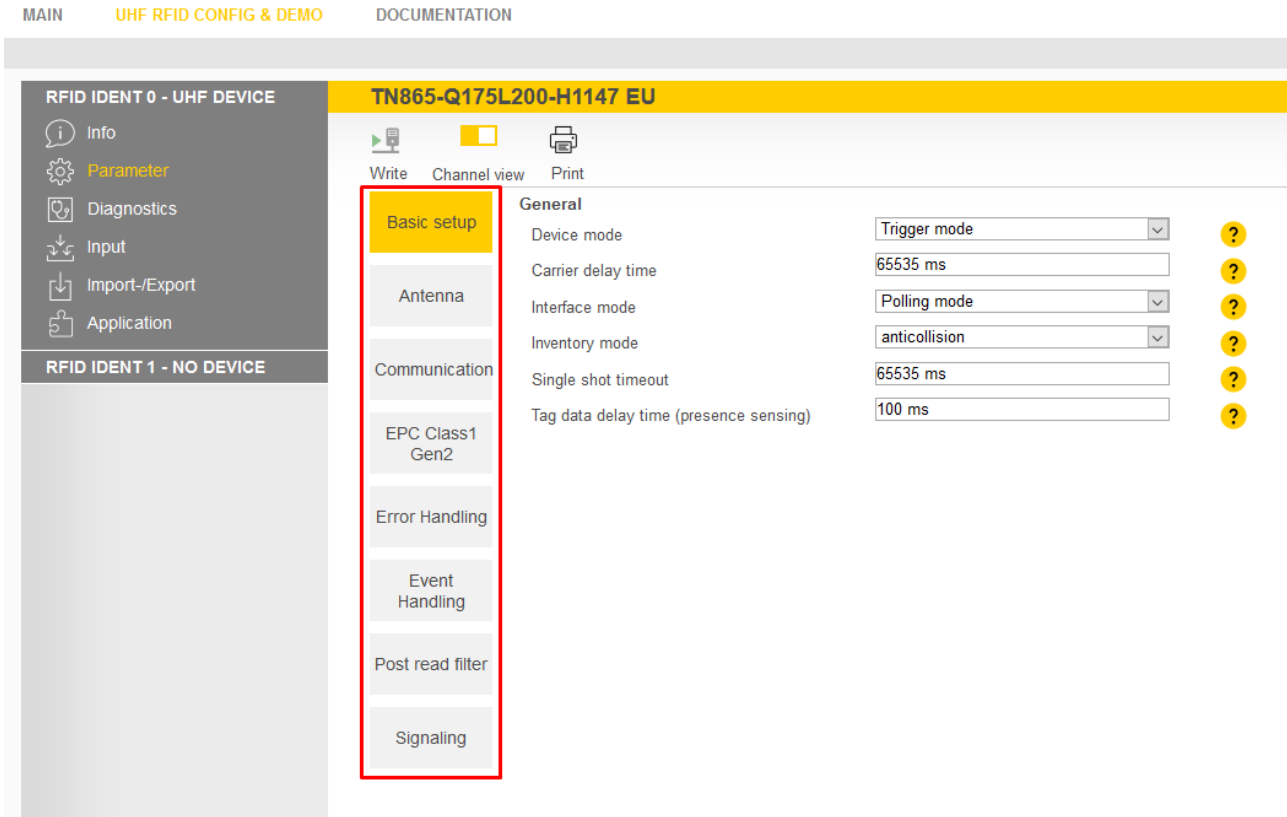 MAIN UHF RFID CONFIG & DEMO DOCUMENTATION
RFID IDENT 0 - UHF DEVICE
Info
Parameter
Diagnostics
Input
Import-/Export
Application
RFID IDENT 1 - NO DEVICE
TN865-Q175L200-H1147 EU
Write Channel view Print
Basic setup
Antenna
Communication
EPC Class1
Gen2
Error Handling
Event
Handling
Post read filter
Signaling
General
Device mode Trigger mode ?
Carrier delay time 65535 ms ?
Interface mode Polling mode ?
Inventory mode anticollision ?
Single shot timeout 65535 ms ?
Tag data delay time (presence sensing) 100 ms ?